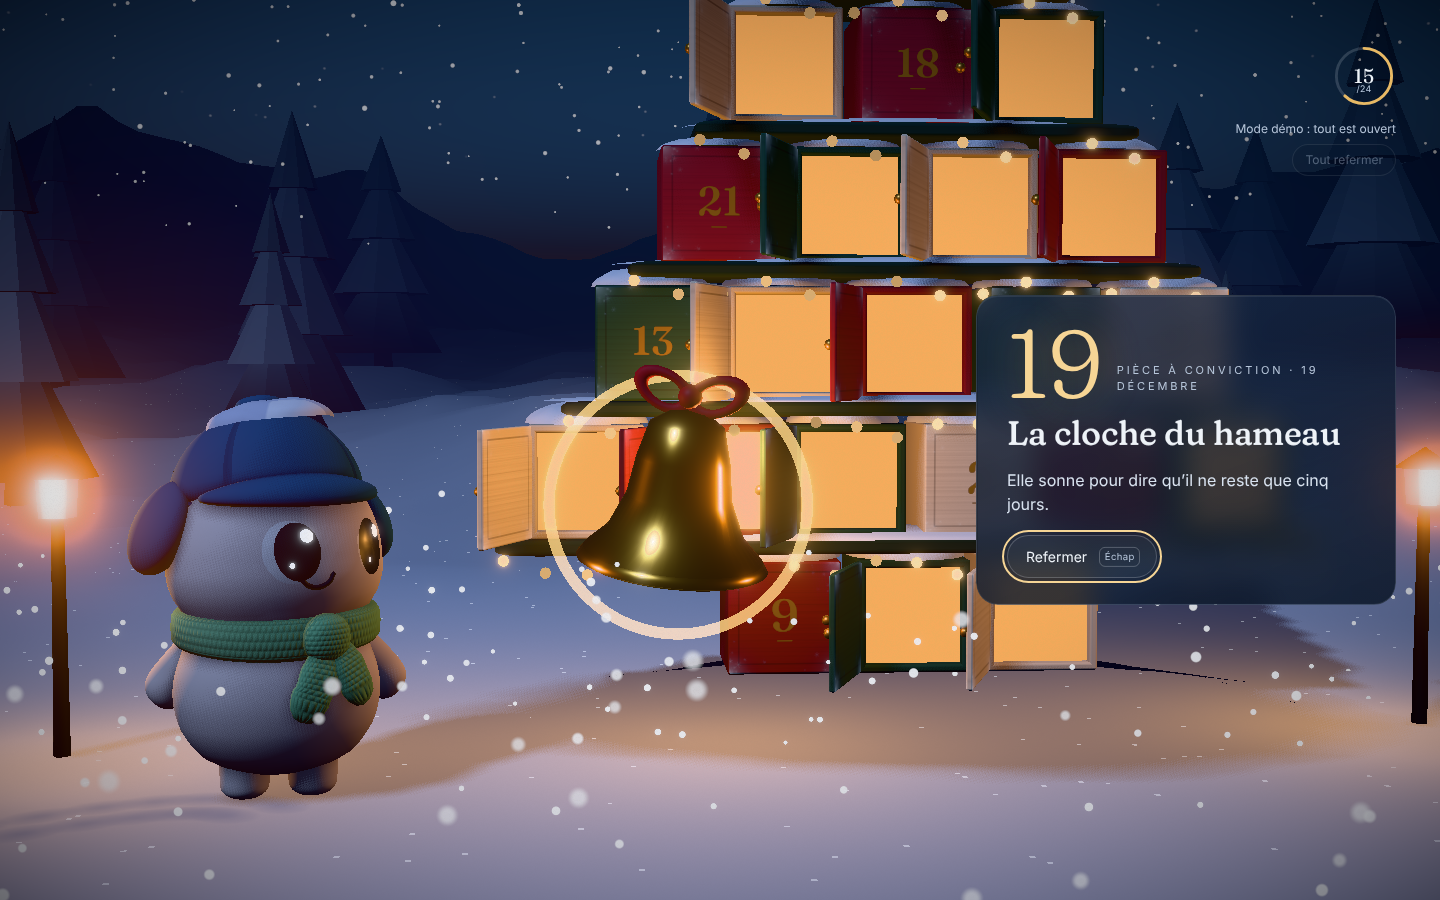 18
15
/24
Mode démo : tout est ouvert
Tout refermer
21
13
19
PIÈCE À CONVICTION · 19
DÉCEMBRE
La cloche du hameau
Elle sonne pour dire qu’il ne reste que cinq
jours.
Refermer Échap
9